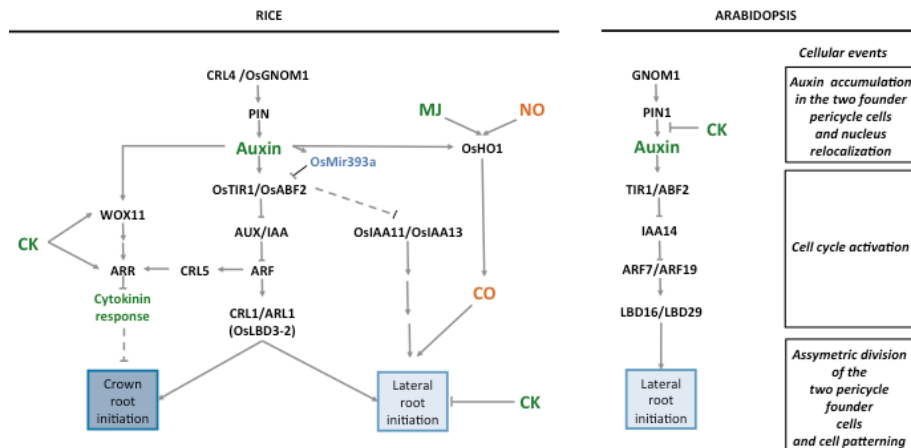 RICE
ARABIDOPSIS
CRL4 /OsGNOM1
PIN
Auxin
OsMir393a
MJ
NO
OsHO1
OsTIR1/OsABF2
WOX11
AUX/IAA
OsIAA11/OsIAA13
CK
ARR
CRL5
ARF
CO
Cytokinin
response
CRL1/ARL1
(OsLBD3-2)
Crown
root
initiation
Lateral
root
initiation
CK
GNOM1
PIN1
CK
Auxin
TIR1/ABF2
IAA14
ARF7/ARF19
LBD16/LBD29
Lateral
root
initiation
Cellular events
Auxin accumulation
in the two founder
pericycle cells
and nucleus
relocalization
Cell cycle activation
Assymetric division
of the
two pericycle
founder
cells
and cell patterning